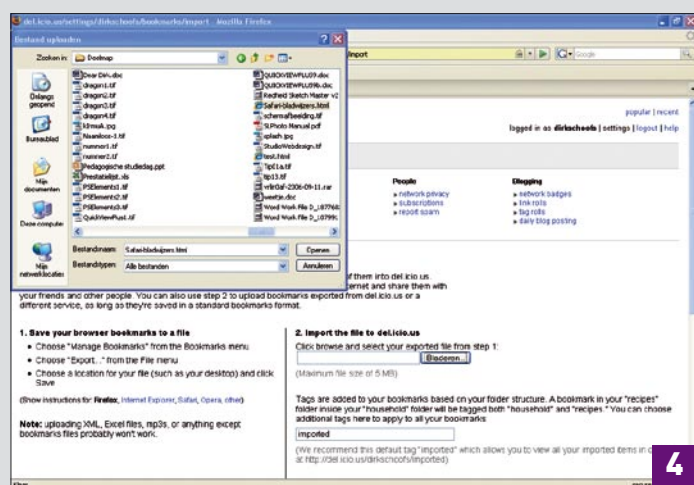 del.icio.us/settings/dirkschoofs/bookmarks/import - Mozilla Firefox
Bestand uploaden
Zoeken in: Desktop
Onlangs geopend
Bureaublad
Mijn documenten
Deze computer
Mijn netwerklocaties
Dear Dirk.doc
dragon1.tif
dragon2.tif
dragon3.tif
dragon4.tif
klimaak.jpg
Naamloos-1.tif
nummer1.tif
nummer2.tif
Pedagogische studiedag.ppt
Prestatielijst.xls
PSElements1.tif
PSElements2.tif
PSElements3.tif
QuickViewPlus1.tif
QUICKVIEWPLUS9.doc
QUICKVIEWPLUS9b.doc
Redfield Sketch Master v2
Safari-bladwijzers.html
schermafbeelding.tif
SLPhoto Manual.pdf
splash.jpg
StudioWebdesign.tif
test.html
Tip11a.tif
tip13.tif
weetje.doc
Word Work File D_
Word Work File D_
Bestandsnaam: Safari-bladwijzers.html
Openen
Bestandstypen: Alle bestanden
Annuleren
import
Google
popular | recent
logged in as dirkschoofs | settings | logout | help
People
» network privacy
» subscriptions
» report spam
Blogging
» network badges
» link rolls
» tag rolls
» daily blog posting
of them into del.icio.us.
ternet and share them with
your friends and other people. You can also use step 2 to upload bookmarks exported from del.icio.us or a
different service, as long as they're saved in a standard bookmarks format.
1. Save your browser bookmarks to a file
• Choose "Manage Bookmarks" from the Bookmarks menu
• Choose "Export..." from the File menu
• Choose a location for your file (such as your desktop) and click
Save
(Show instructions for: Firefox, Internet Explorer, Safari, Opera, other)
Note: uploading XML, Excel files, mp3s, or anything except
bookmarks files probably won't work.
2. Import the file to del.icio.us
Click browse and select your exported file from step 1:
Bladeren...
(Maximum file size of 5 MB)
Tags are added to your bookmarks based on your folder structure. A bookmark in your "recipes"
folder inside your "household" folder will be tagged both "household" and "recipes." You can choose
additional tags here to apply to all your bookmarks:
imported
(We recommend this default tag "imported" which allows you to view all your imported items in
at http://del.icio.us/dirkschoofs/imported)
4